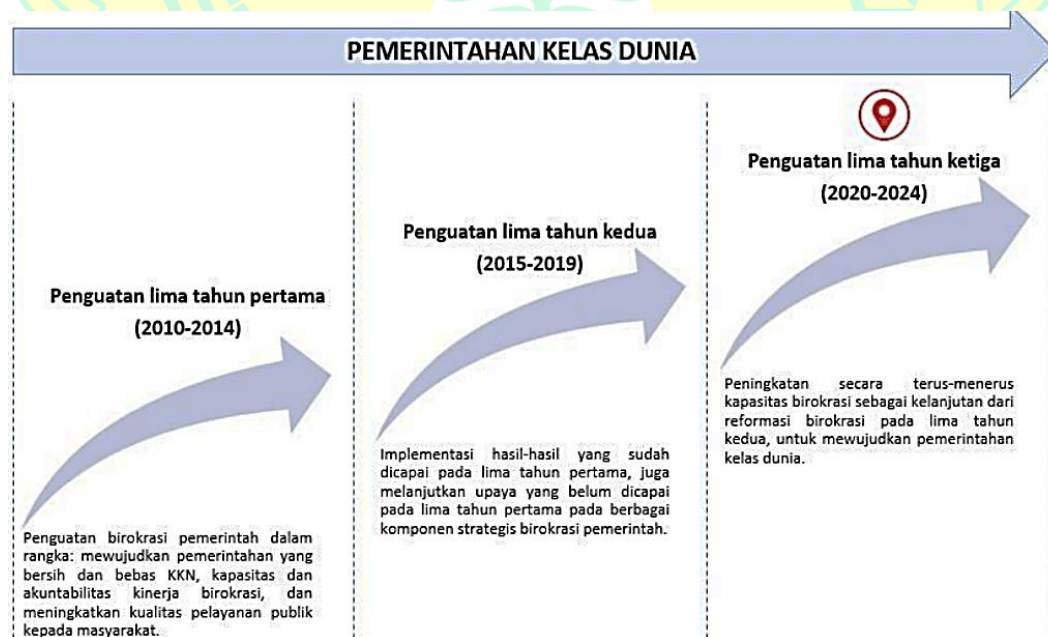 PEMERINTAHAN KELAS DUNIA
Penguatan lima tahun pertama
(2010-2014)
Penguatan birokrasi pemerintah dalam
rangka: mewujudkan pemerintahan yang
bersih dan bebas KKN, kapasitas dan
akuntabilitas kinerja birokrasi, dan
meningkatkan kualitas pelayanan publik
kepada masyarakat.
Penguatan lima tahun kedua
(2015-2019)
Implementasi hasil-hasil yang sudah
dicapai pada lima tahun pertama, juga
melanjutkan upaya yang belum dicapai
pada lima tahun pertama pada berbagai
komponen strategis birokrasi pemerintah.
Penguatan lima tahun ketiga
(2020-2024)
Peningkatan secara terus-menerus
kapasitas birokrasi sebagai kelanjutan dari
reformasi birokrasi pada lima tahun
kedua, untuk mewujudkan pemerintahan
kelas dunia.